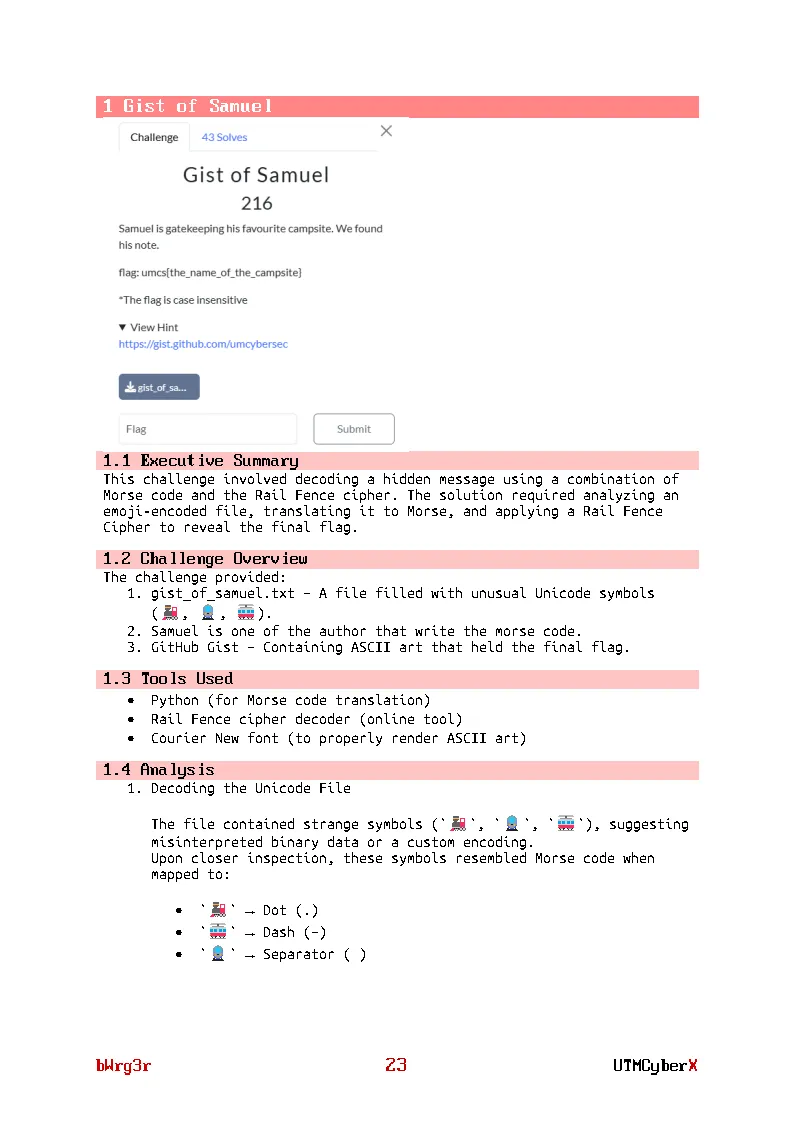 1 Gist of Samuel
Challenge
43 Solves
×
Gist of Samuel
216
Samuel is gatekeeping his favourite campsite. We found
his note.
flag: umcs{the_name_of_the_campsite}
*The flag is case insensitive
▼ View Hint
https://gist.github.com/umcybersec
gist_of_sa...
Flag
Submit
1.1 Executive Summary
This challenge involved decoding a hidden message using a combination of
Morse code and the Rail Fence cipher. The solution required analyzing an
emoji-encoded file, translating it to Morse, and applying a Rail Fence
Cipher to reveal the final flag.
1.2 Challenge Overview
The challenge provided:
1. gist_of_samuel.txt – A file filled with unusual Unicode symbols
(🚂, 🚆, 🚋).
2. Samuel is one of the author that write the morse code.
3. GitHub Gist – Containing ASCII art that held the final flag.
1.3 Tools Used
• Python (for Morse code translation)
• Rail Fence cipher decoder (online tool)
• Courier New font (to properly render ASCII art)
1.4 Analysis
1. Decoding the Unicode File
The file contained strange symbols (`🚂`, `🚆`, `🚋`), suggesting
misinterpreted binary data or a custom encoding.
Upon closer inspection, these symbols resembled Morse code when
mapped to:
• `🚂` → Dot (.)
• `🚋` → Dash (-)
• `🚆` → Separator ( )
bWrg3r
23
UTMCyberX